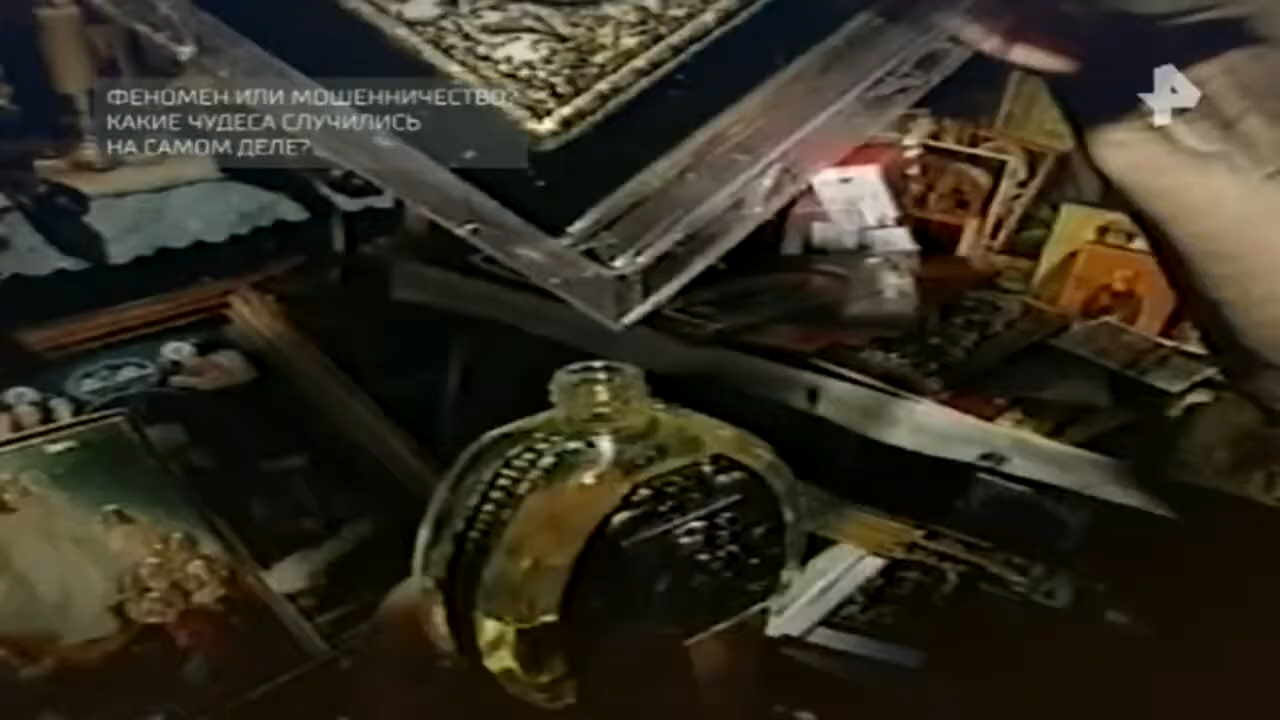 ФЕНОМЕН ИЛИ МОШЕННИЧЕСТВО?
КАКИЕ ЧУДЕСА СЛУЧИЛИСЬ
НА САМОМ ДЕЛЕ?